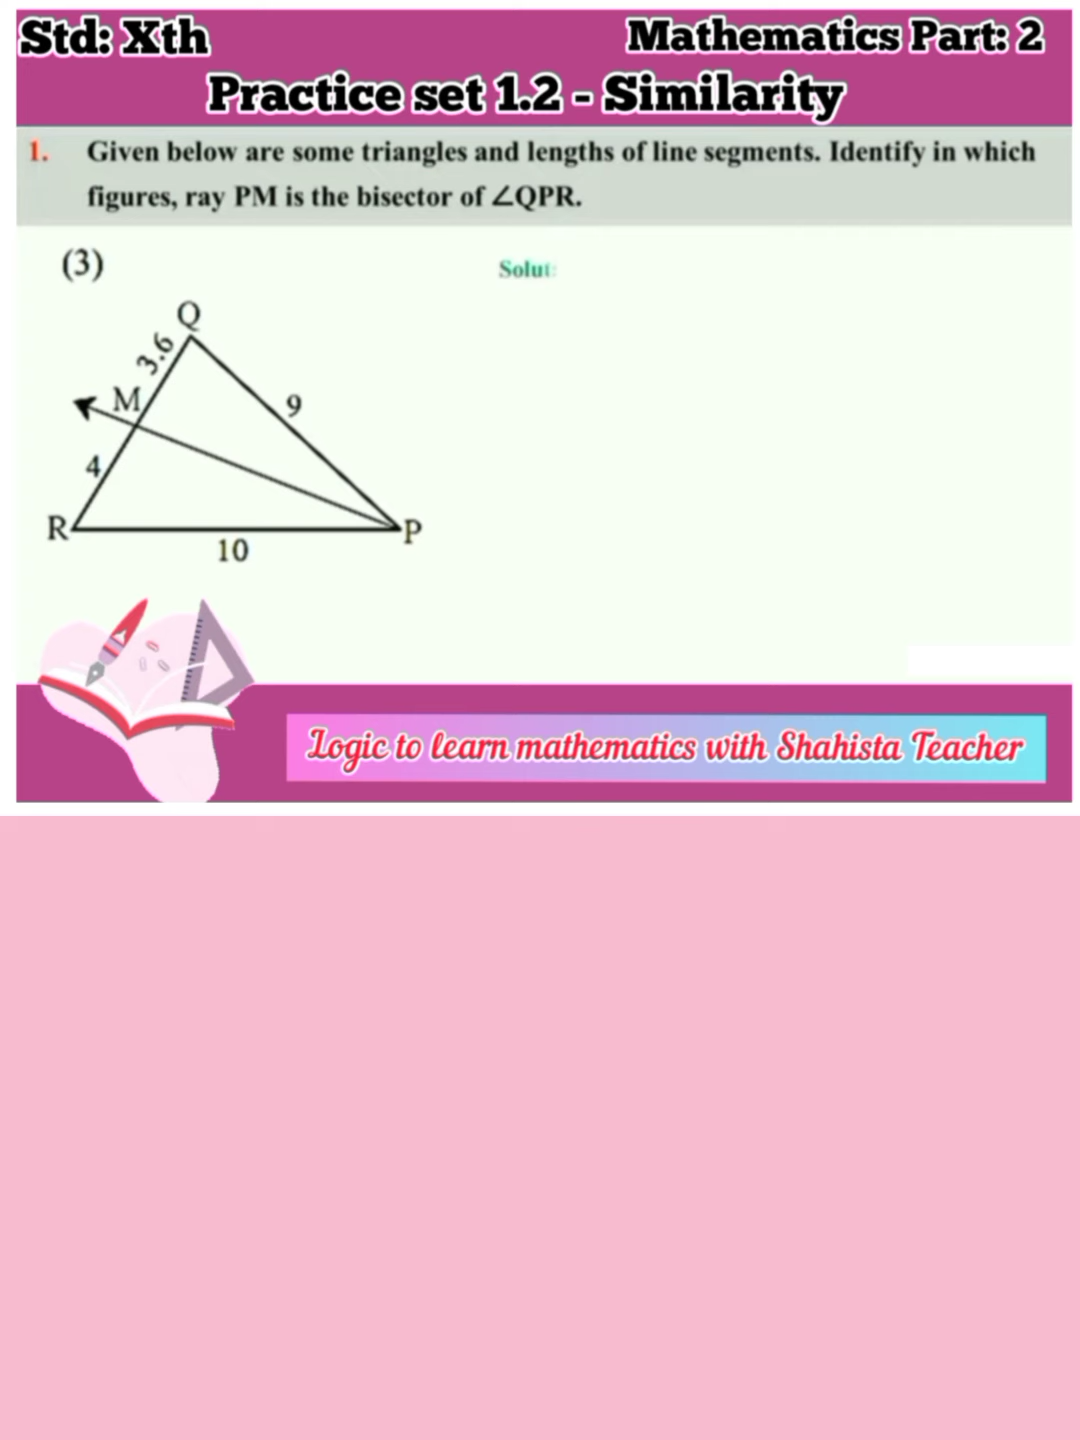 Std: Xth
Mathematics Part: 2
Practice set 1.2 - Similarity
1. Given below are some triangles and lengths of line segments. Identify in which
figures, ray PM is the bisector of ∠QPR.
(3)
Solut
Q
3.6
M
9
4
R
P
10
Logic to learn mathematics with Shahista Teacher